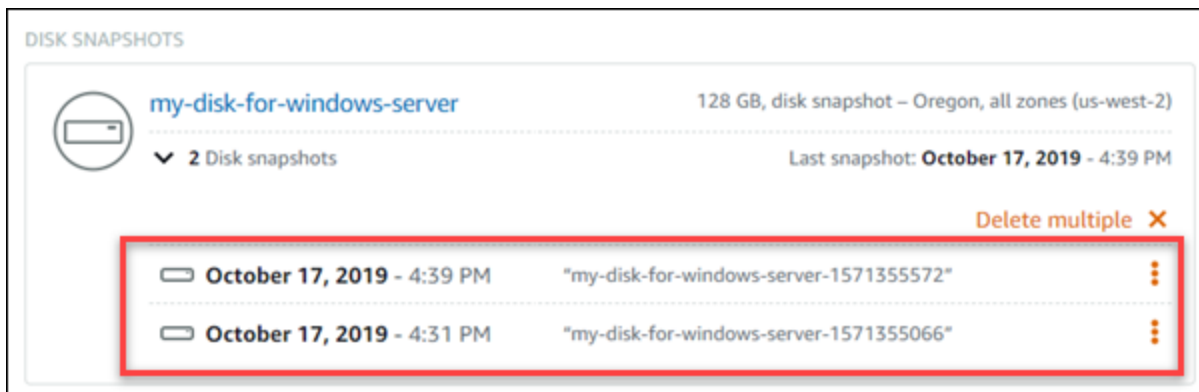 DISK SNAPSHOTS
my-disk-for-windows-server 128 GB, disk snapshot – Oregon, all zones (us-west-2)
2 Disk snapshots Last snapshot: October 17, 2019 - 4:39 PM
Delete multiple
October 17, 2019 - 4:39 PM "my-disk-for-windows-server-1571355572"
October 17, 2019 - 4:31 PM "my-disk-for-windows-server-1571355066"